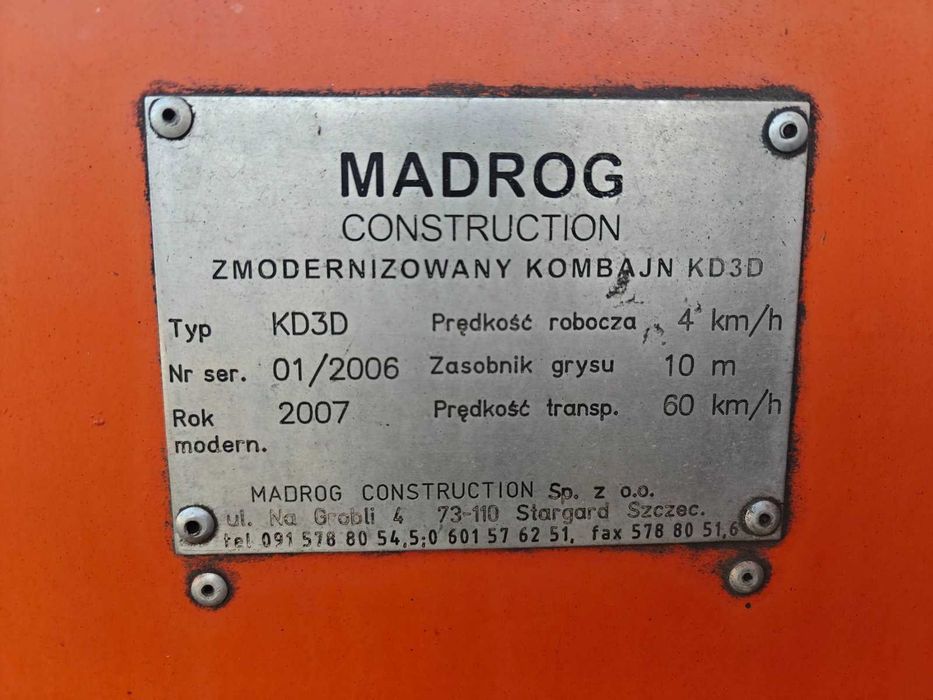 MADROG
CONSTRUCTION
ZMODERNIZOWANY KOMBAJN KD3D
Typ KD3D Prędkość robocza 4 km/h
Nr ser. 01/2006 Zasobnik grysu 10 m
Rok modern. 2007 Prędkość transp. 60 km/h
MADROG CONSTRUCTION Sp. z o.o.
ul. Na Grobli 4 73-110 Stargard Szczec.
tel 091 578 80 54,5;0 601 57 62 51, fax 578 80 51,6